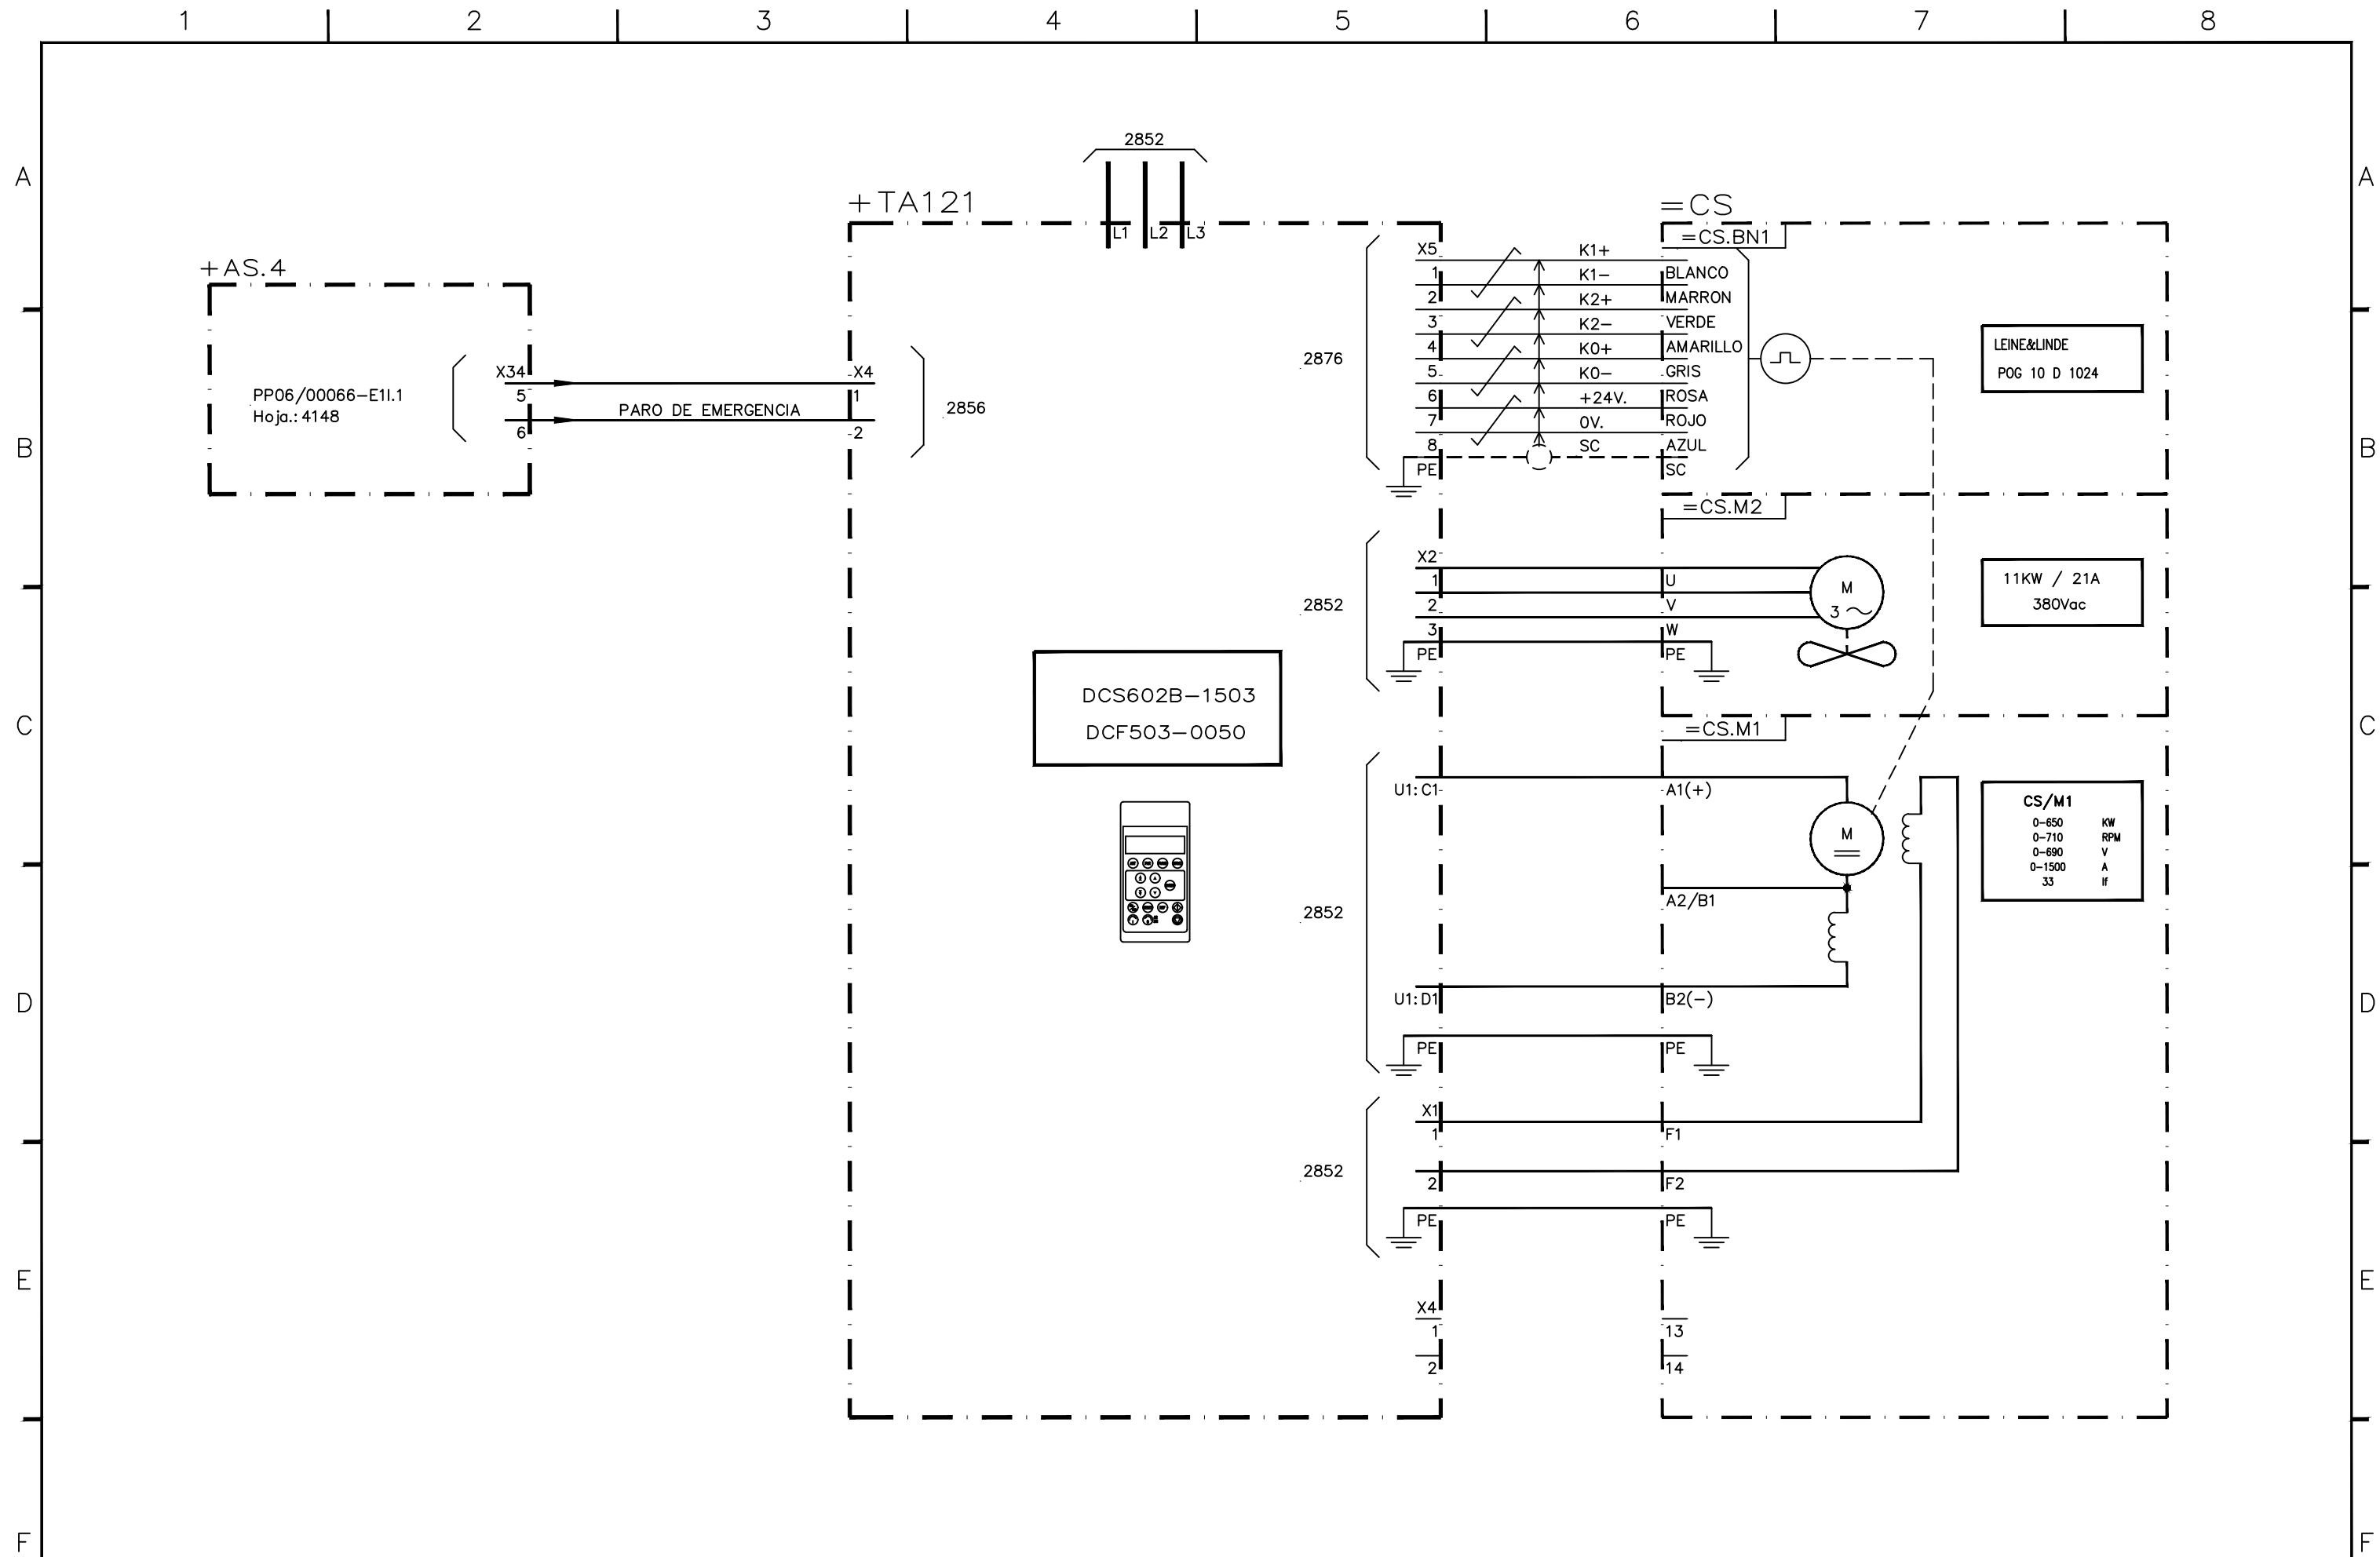 1 2 3 4 5 6 7 8
A
A
B
B
C
C
D
D
E
E
F
F
2852
L1 L2 L3
+AS.4
PP06/00066-E1I.1
Hoja.: 4148
X34
5
6
PARO DE EMERGENCIA
X4
1
2
2856
+TA121
DCS602B-1503
DCF503-0050
2876
X5
1
2
3
4
5
6
7
8
PE
K1+
K1-
K2+
K2-
K0+
K0-
+24V.
0V.
SC
=CS
=CS.BN1
BLANCO
MARRON
VERDE
AMARILLO
GRIS
ROSA
ROJO
AZUL
SC
LEINE&LINDE
POG 10 D 1024
=CS.M2
2852
X2
1
2
3
PE
U
V
W
PE
M
3
11KW / 21A
380Vac
=CS.M1
2852
U1:C1
U1:D1
PE
A1(+)
A2/B1
B2(-)
PE
M
CS/M1
0-650 KW
0-710 RPM
0-690 V
0-1500 A
33 If
2852
X1
1
2
PE
F1
F2
PE
X4
1
2
13
14